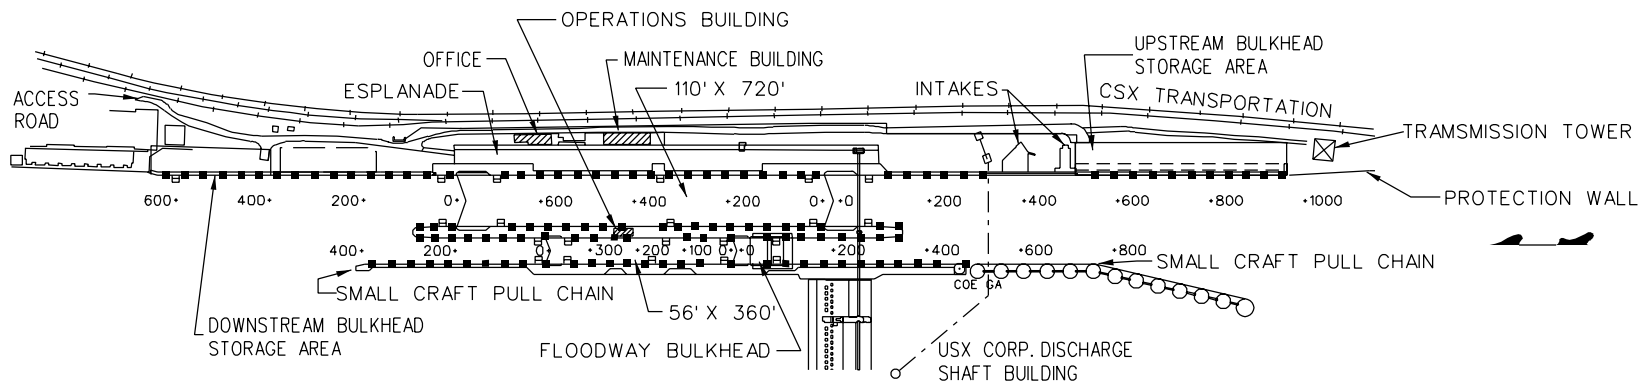 OPERATIONS BUILDING
OFFICE
MAINTENANCE BUILDING
UPSTREAM BULKHEAD
STORAGE AREA
ESPLANADE
110' X 720'
INTAKES
CSX TRANSPORTATION
ACCESS
ROAD
TRAMSMISSION TOWER
PROTECTION WALL
600+ 400+ 200+ 0+ +600 +400 +200 0+ +0 +200 +400 +600 +800 +1000
400+ 200+ 0+ +300 +200 +100 +0 +0 +200 +400 +600 +800
SMALL CRAFT PULL CHAIN
COE GA
SMALL CRAFT PULL CHAIN
56' X 360'
DOWNSTREAM BULKHEAD
STORAGE AREA
FLOODWAY BULKHEAD
USX CORP. DISCHARGE
SHAFT BUILDING